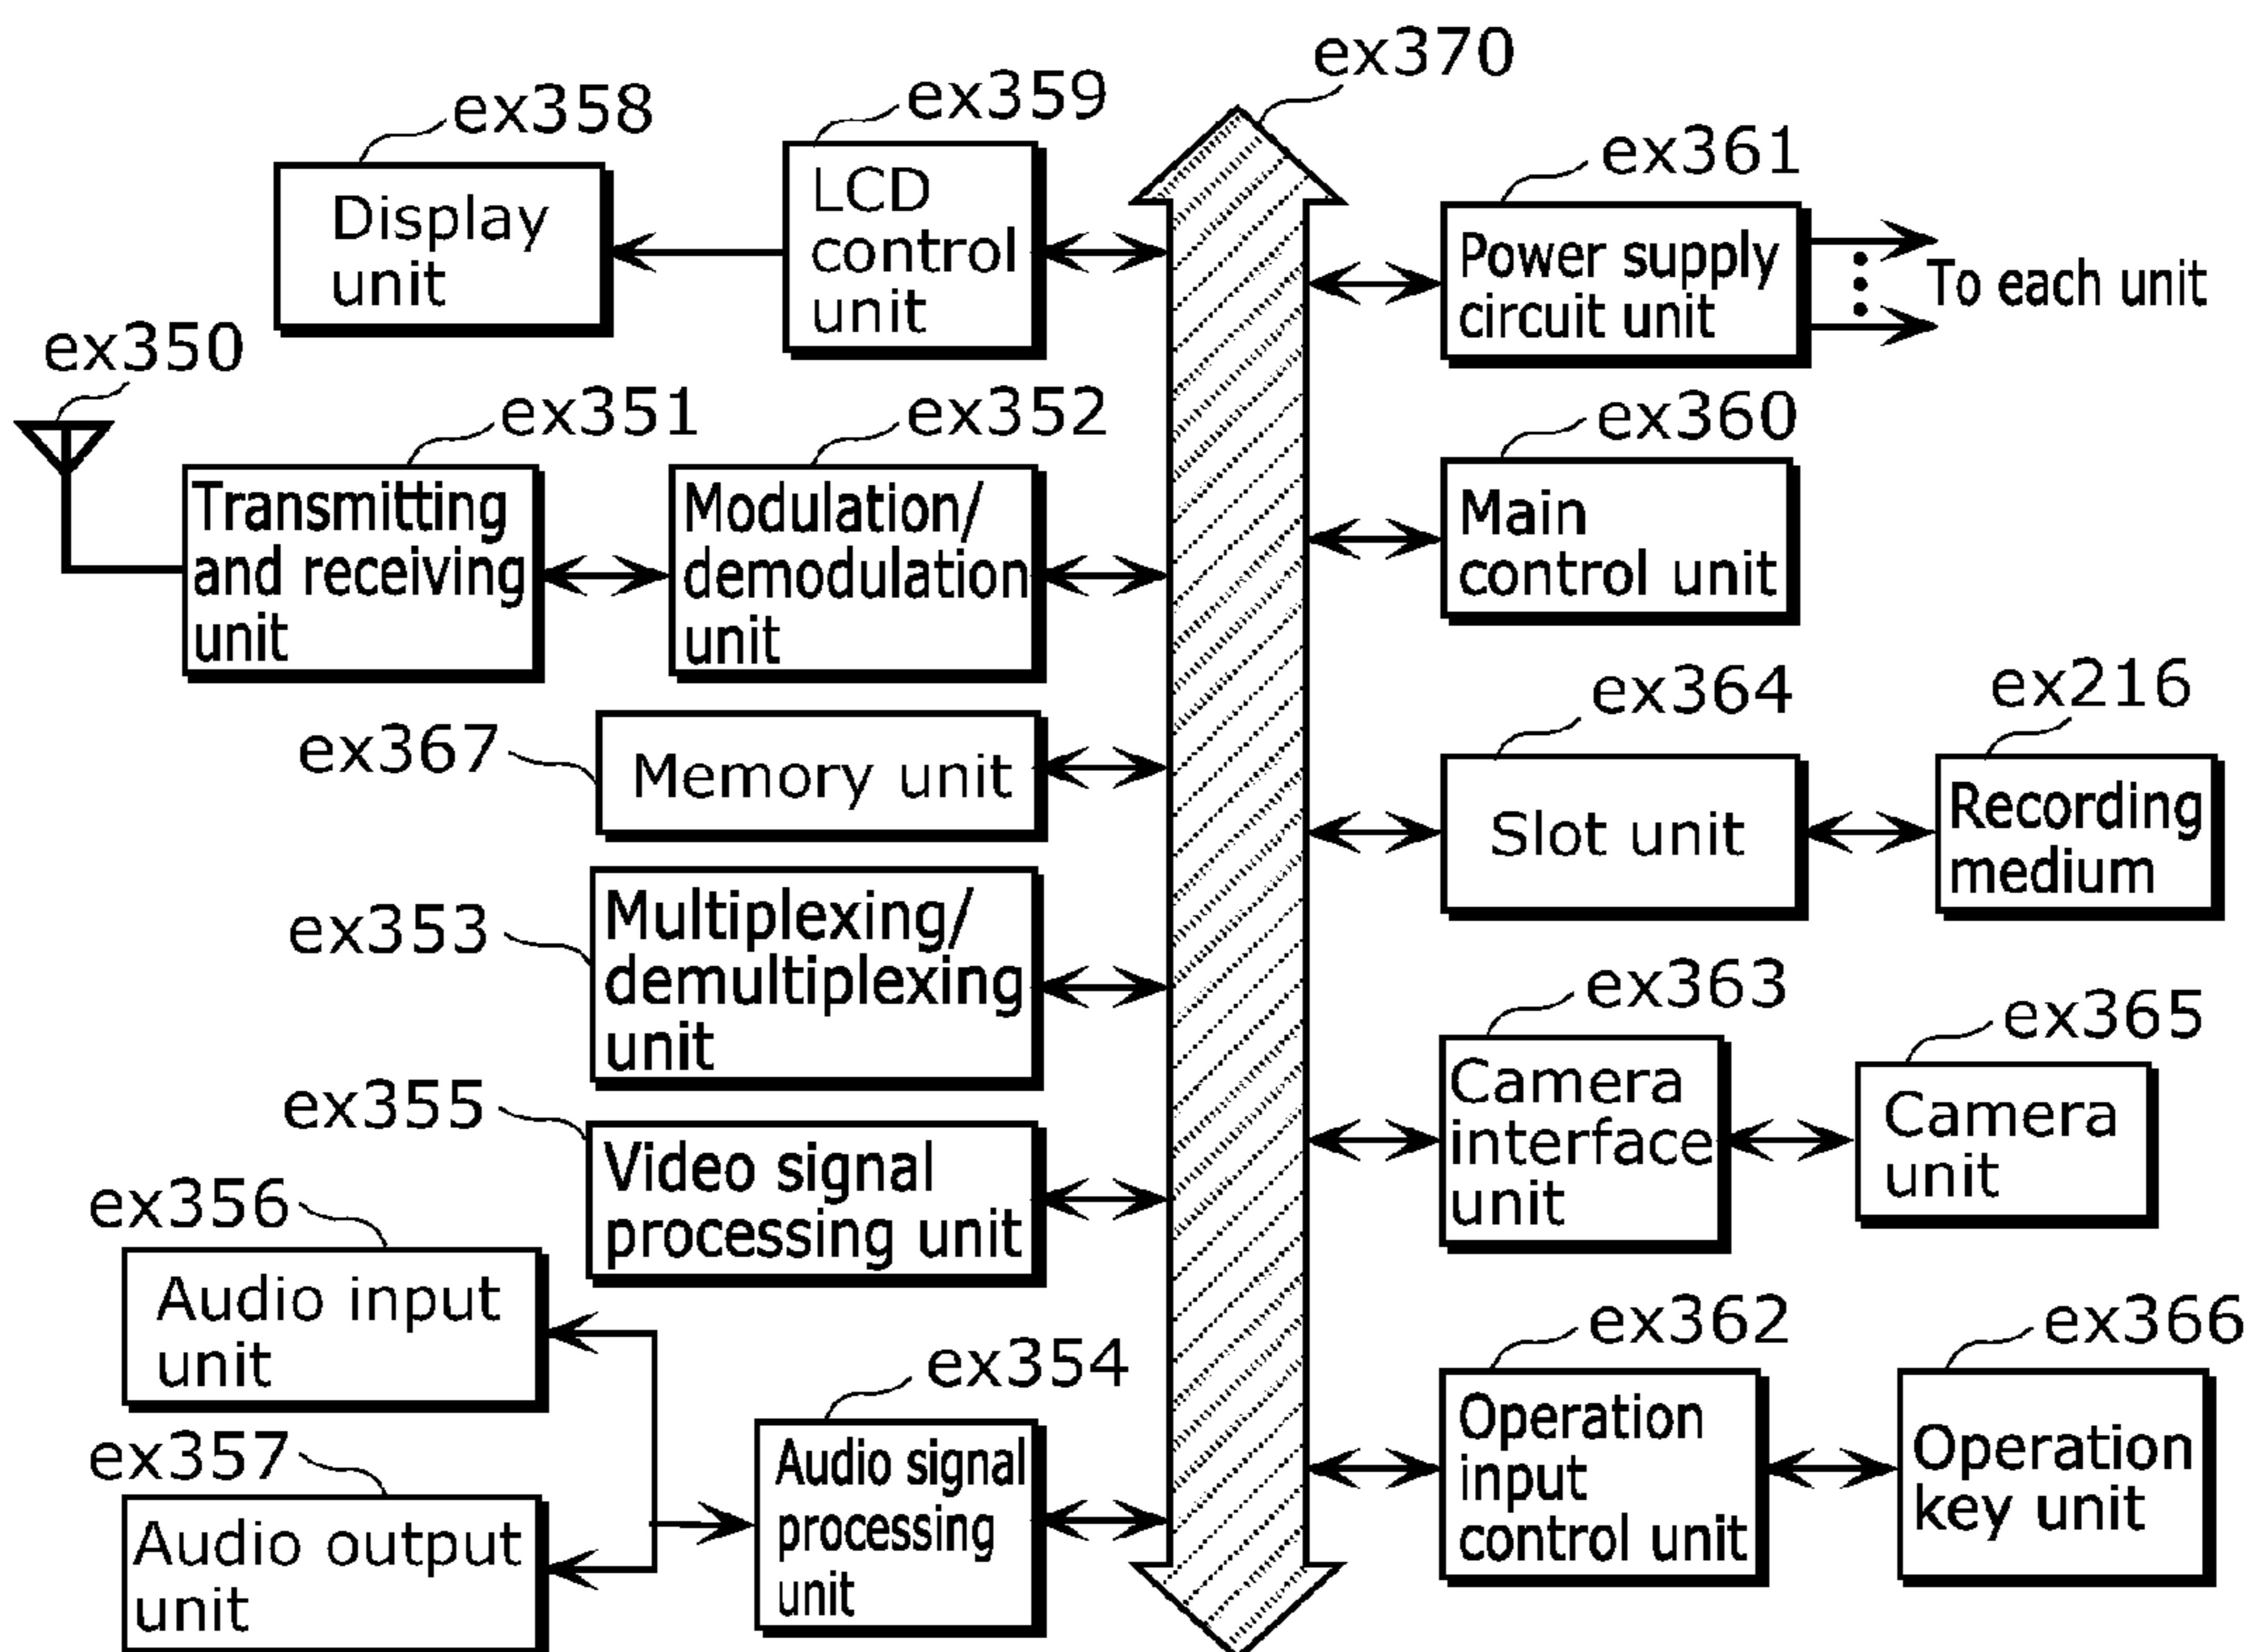 ex370
ex358
ex359
Display
unit
LCD
control
unit
ex361
Power supply
circuit unit
To each unit
ex350
ex351
ex352
Transmitting
and receiving
unit
Modulation/
demodulation
unit
ex360
Main
control unit
ex367
Memory unit
ex364
Slot unit
ex216
Recording
medium
ex353
Multiplexing/
demultiplexing
unit
ex363
Camera
interface
unit
ex365
Camera
unit
ex355
Video signal
processing unit
ex356
Audio input
unit
ex357
Audio output
unit
ex354
Audio signal
processing
unit
ex362
Operation
input
control unit
ex366
Operation
key unit